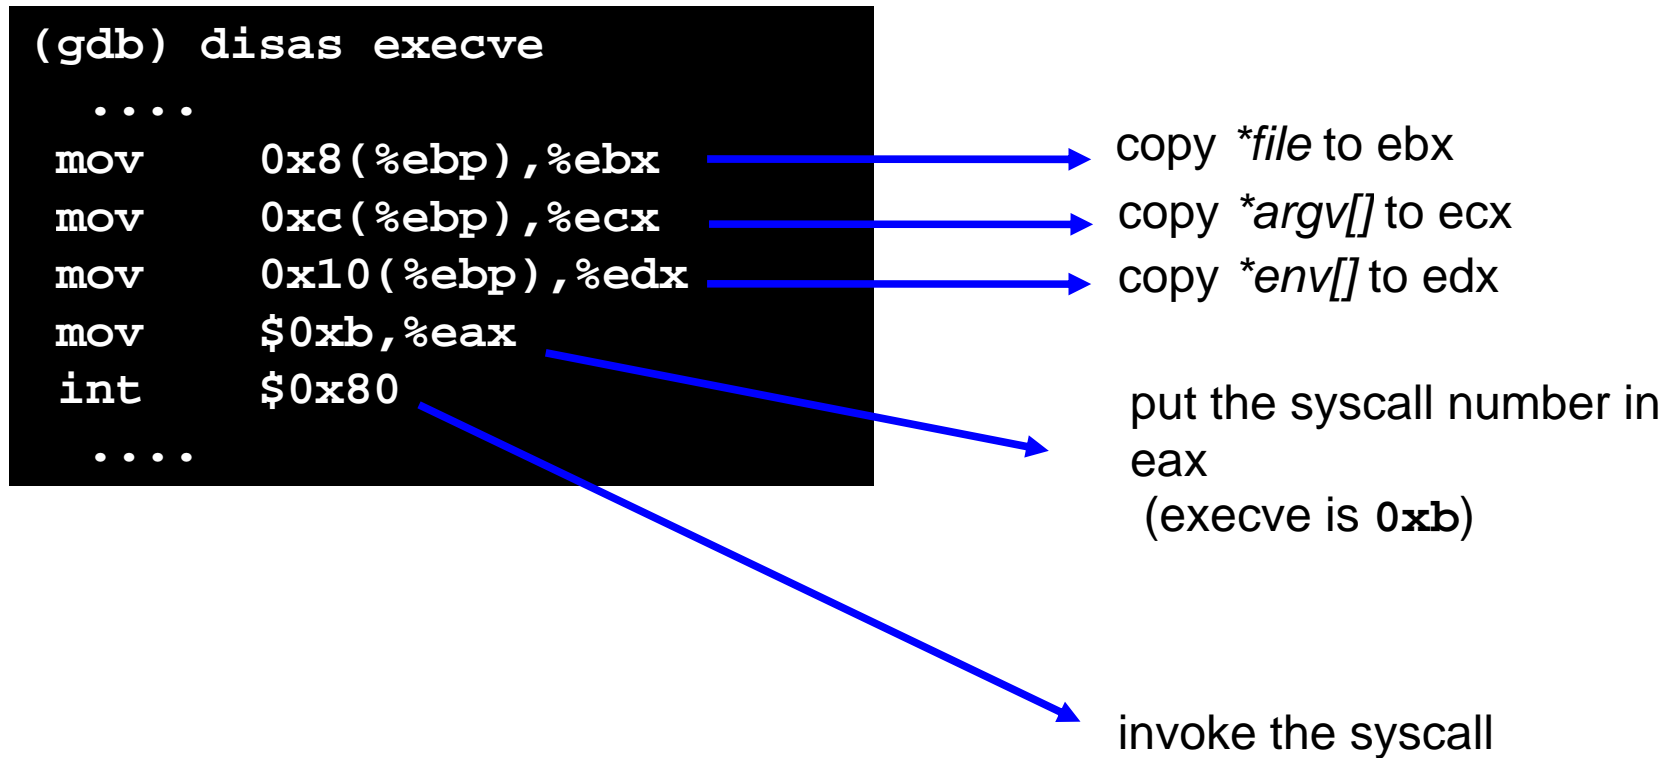 (gdb) disas execve
....
mov 0x8(%ebp),%ebx
mov 0xc(%ebp),%ecx
mov 0x10(%ebp),%edx
mov $0xb,%eax
int $0x80
....
copy *file to ebx
copy *argv[] to ecx
copy *env[] to edx
put the syscall number in
eax
(execve is 0xb)
invoke the syscall